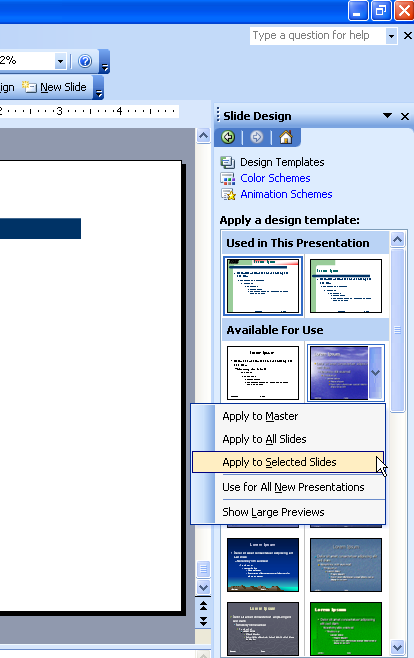 Type a question for help
2%
ign New Slide
2 3 4
Slide Design
Design Templates
Color Schemes
Animation Schemes
Apply a design template:
Used in This Presentation
Available For Use
Apply to Master
Apply to All Slides
Apply to Selected Slides
Use for All New Presentations
Show Large Previews
Lorem Ipsum
Lorem Ipsum
Lorem Ipsum
Lorem Ipsum